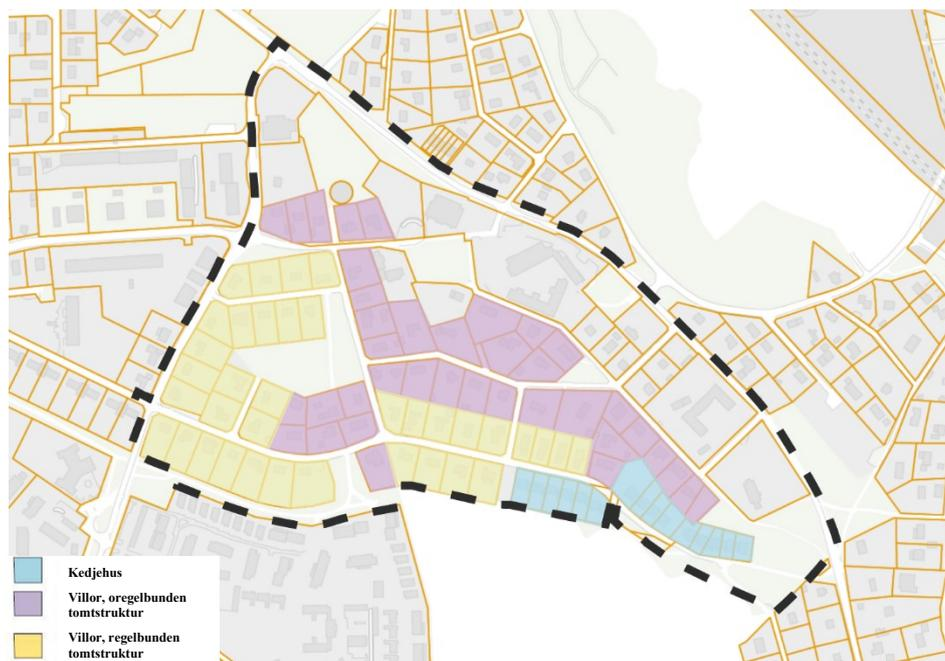 Kedjehus
Villor, oregelbunden
tomtstruktur
Villor, regelbunden
tomtstruktur